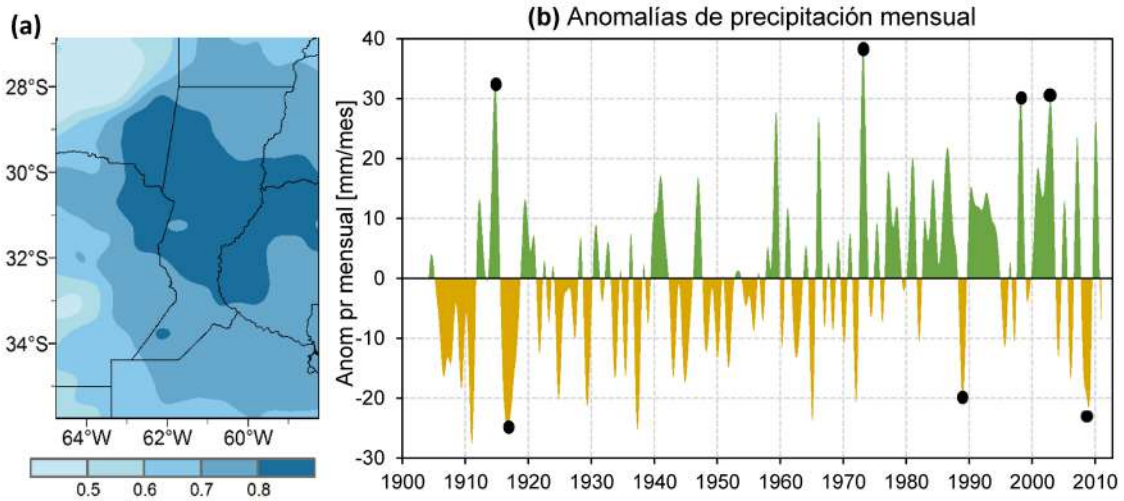 (a)
28°S
30°S
32°S
34°S
64°W 62°W 60°W
0.5 0.6 0.7 0.8
(b) Anomalías de precipitación mensual
Anom pr mensual [mm/mes]
40
30
20
10
0
-10
-20
-30
1900 1910 1920 1930 1940 1950 1960 1970 1980 1990 2000 2010